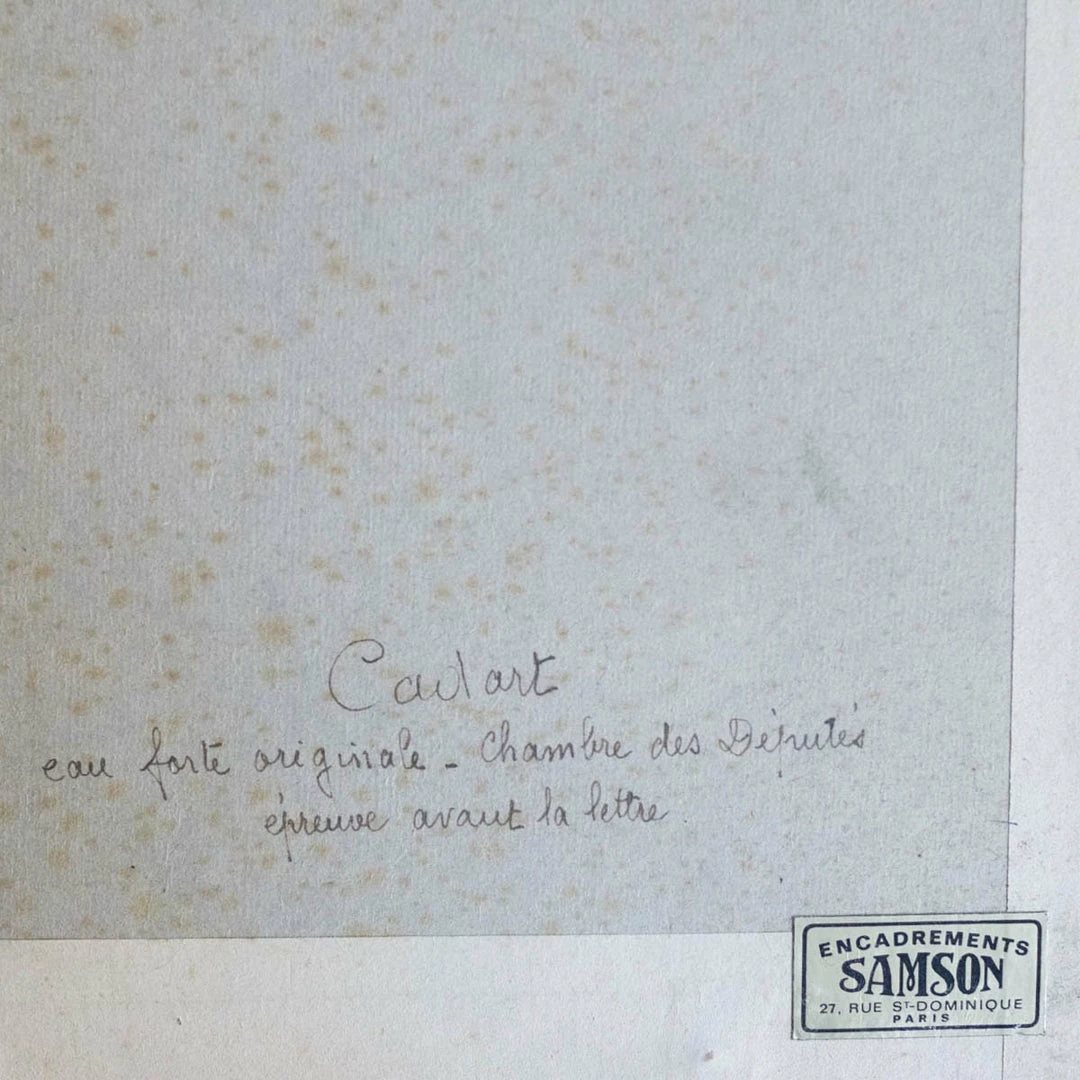 Cadart
eau forte originale - Chambre des Députés
épreuve avant la lettre
ENCADREMENTS
SAMSON
27, RUE ST-DOMINIQUE
PARIS